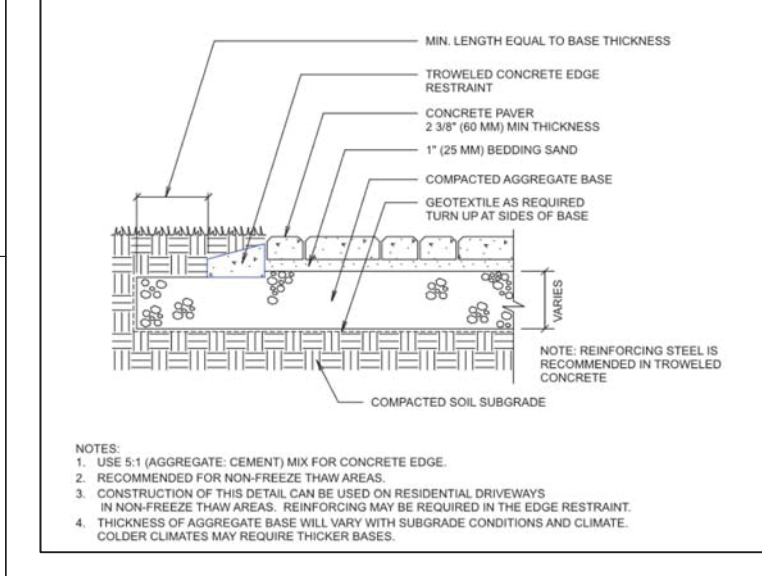 MIN. LENGTH EQUAL TO BASE THICKNESS
TROWELED CONCRETE EDGE
RESTRAINT
CONCRETE PAVER
2 3/8" (60 MM) MIN THICKNESS
1" (25 MM) BEDDING SAND
COMPACTED AGGREGATE BASE
GEOTEXTILE AS REQUIRED
TURN UP AT SIDES OF BASE
VARIES
NOTE: REINFORCING STEEL IS
RECOMMENDED IN TROWELED
CONCRETE
COMPACTED SOIL SUBGRADE
NOTES:
1. USE 5:1 (AGGREGATE: CEMENT) MIX FOR CONCRETE EDGE.
2. RECOMMENDED FOR NON-FREEZE THAW AREAS.
3. CONSTRUCTION OF THIS DETAIL CAN BE USED ON RESIDENTIAL DRIVEWAYS
IN NON-FREEZE THAW AREAS. REINFORCING MAY BE REQUIRED IN THE EDGE RESTRAINT.
4. THICKNESS OF AGGREGATE BASE WILL VARY WITH SUBGRADE CONDITIONS AND CLIMATE.
COLDER CLIMATES MAY REQUIRE THICKER BASES.